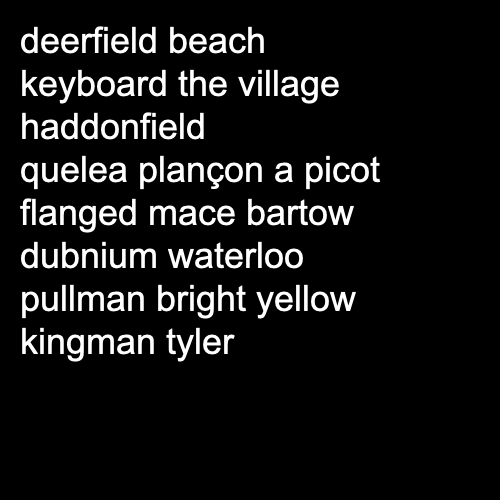 deerfield beach
keyboard the village
haddonfield
quelea plançon a picot
flanged mace bartow
dubnium waterloo
pullman bright yellow
kingman tyler